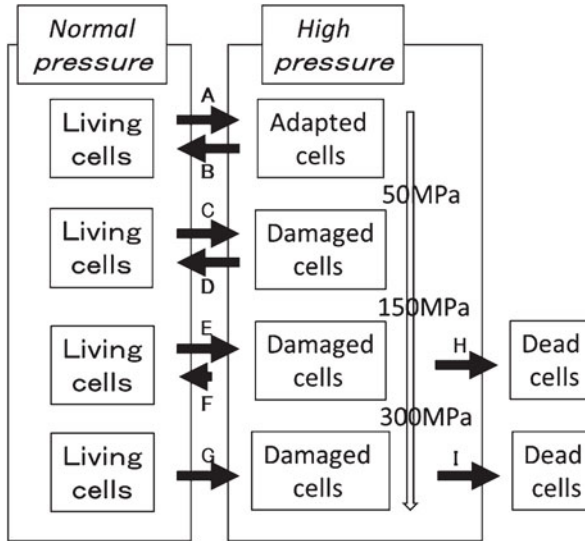 Normal
pressure
High
pressure
A
Living
cells
Adapted
cells
B
50MPa
C
Living
cells
Damaged
cells
D
150MPa
E
Living
cells
Damaged
cells
H
Dead
cells
F
300MPa
Living
cells
G
Damaged
cells
I
Dead
cells